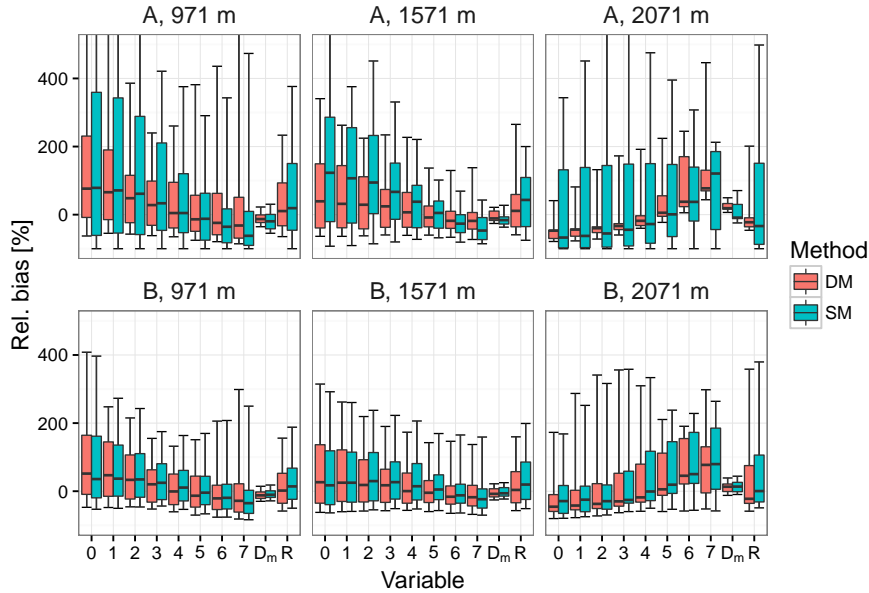 A, 971 m
A, 1571 m
A, 2071 m
400
200
0
B, 971 m
B, 1571 m
B, 2071 m
400
200
0
0 1 2 3 4 5 6 7 Dm R
0 1 2 3 4 5 6 7 Dm R
0 1 2 3 4 5 6 7 Dm R
Variable
Rel. bias [%]
Method
DM
SM